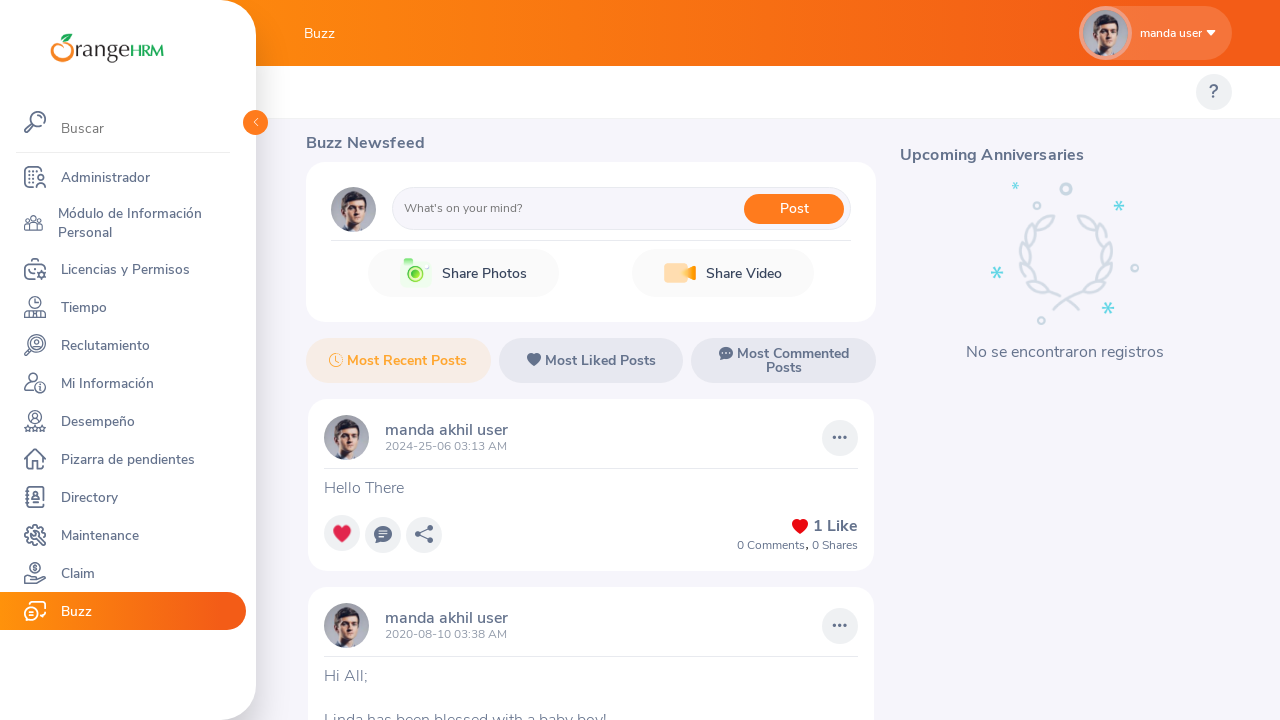 OrangeHRM
Buscar
Administrador
Módulo de Información
Personal
Licencias y Permisos
Tiempo
Reclutamiento
Mi Información
Desempeño
Pizarra de pendientes
Directory
Maintenance
Claim
Buzz
Buzz
manda user
?
Buzz Newsfeed
What's on your mind?
Post
Share Photos
Share Video
Most Recent Posts
Most Liked Posts
Most Commented
Posts
manda akhil user
2024-25-06 03:13 AM
Hello There
1 Like
0 Comments, 0 Shares
manda akhil user
2020-08-10 03:38 AM
Hi All;
Linda has been blessed with a baby boy!
Upcoming Anniversaries
No se encontraron registros